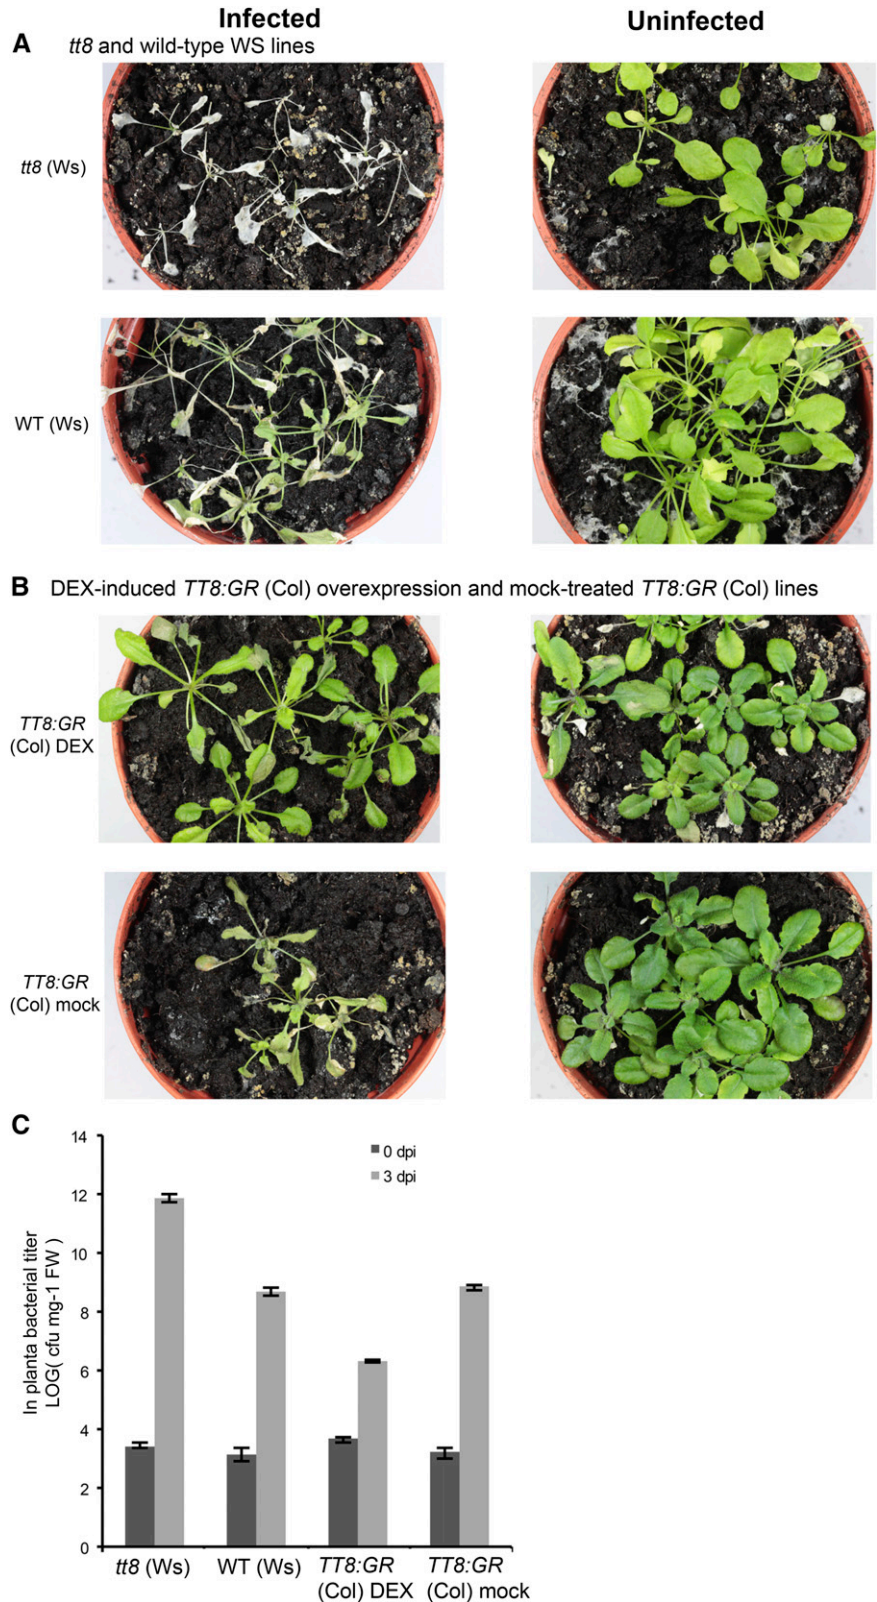 Infected Uninfected
A tt8 and wild-type WS lines
tt8 (Ws)
WT (Ws)
B DEX-induced TT8:GR (Col) overexpression and mock-treated TT8:GR (Col) lines
TT8:GR
(Col) DEX
TT8:GR
(Col) mock
C
In planta bacterial titer
LOG( cfu mg-1 FW )
14
12
10
8
6
4
2
0
0 dpi
3 dpi
tt8 (Ws) WT (Ws) TT8:GR TT8:GR
(Col) DEX (Col) mock